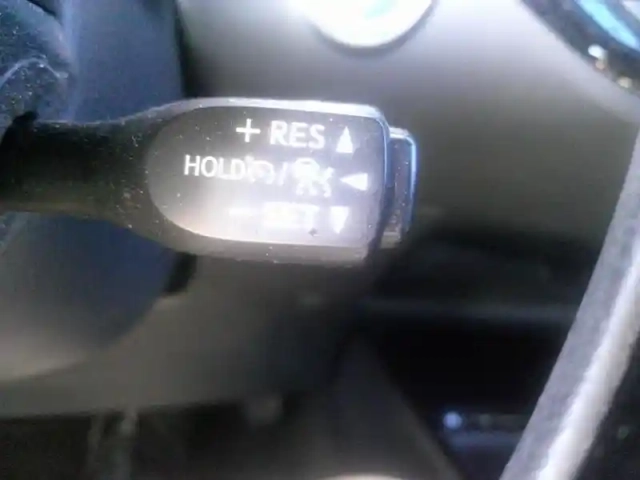 + RES
HOLD /
- SET